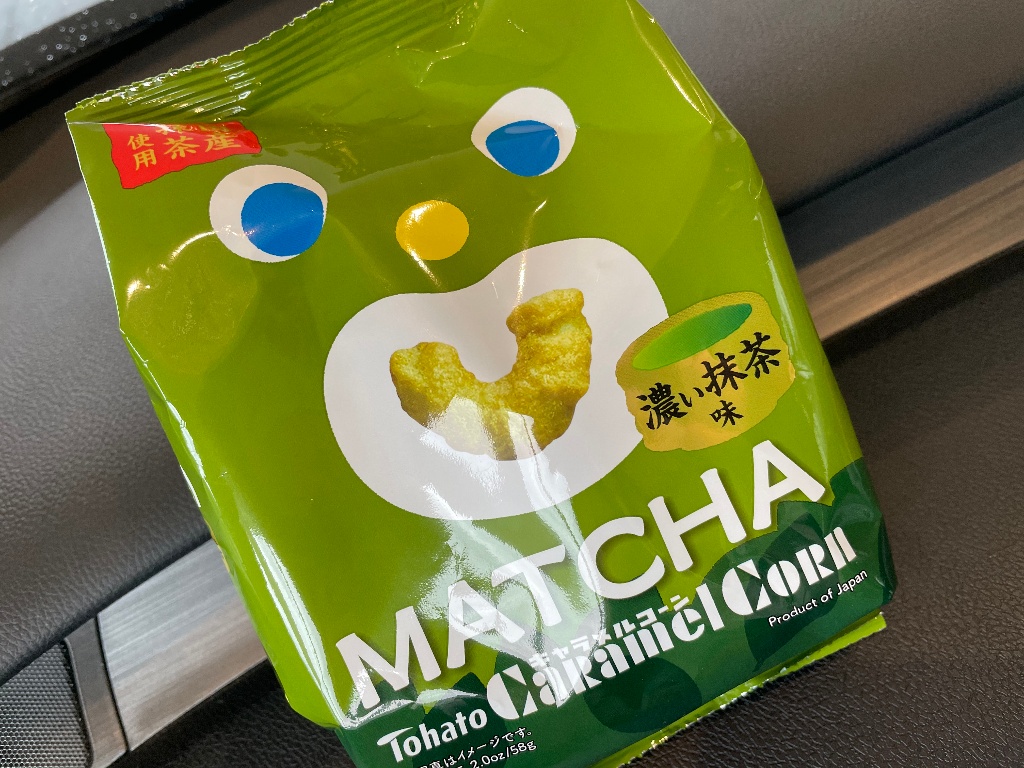 茶産
使用
濃い抹茶
味
MATCHA
キャラメルコーン
Tohato Caramel Corn
Product of Japan
真はイメージです。
2.0oz/58g